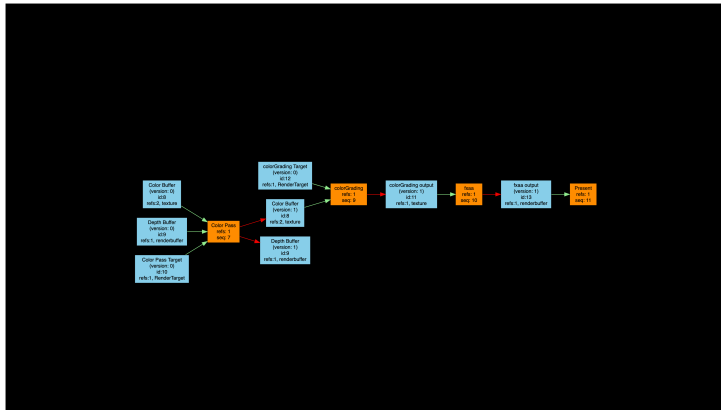 colorGrading Target
(version: 0)
id:12
refs:1, RenderTarget
Color Buffer
(version: 0)
id:8
refs:2, texture
Depth Buffer
(version: 0)
id:9
refs:1, renderbuffer
Color Pass Target
(version: 0)
id:10
refs:1, RenderTarget
Color Pass
refs: 1
seq: 7
Color Buffer
(version: 1)
id:8
refs:2, texture
Depth Buffer
(version: 1)
id:9
refs:1, renderbuffer
colorGrading
refs: 1
seq: 9
colorGrading output
(version: 1)
id:11
refs:1, texture
fxaa
refs: 1
seq: 10
fxaa output
(version: 1)
id:13
refs:1, renderbuffer
Present
refs: 1
seq: 11